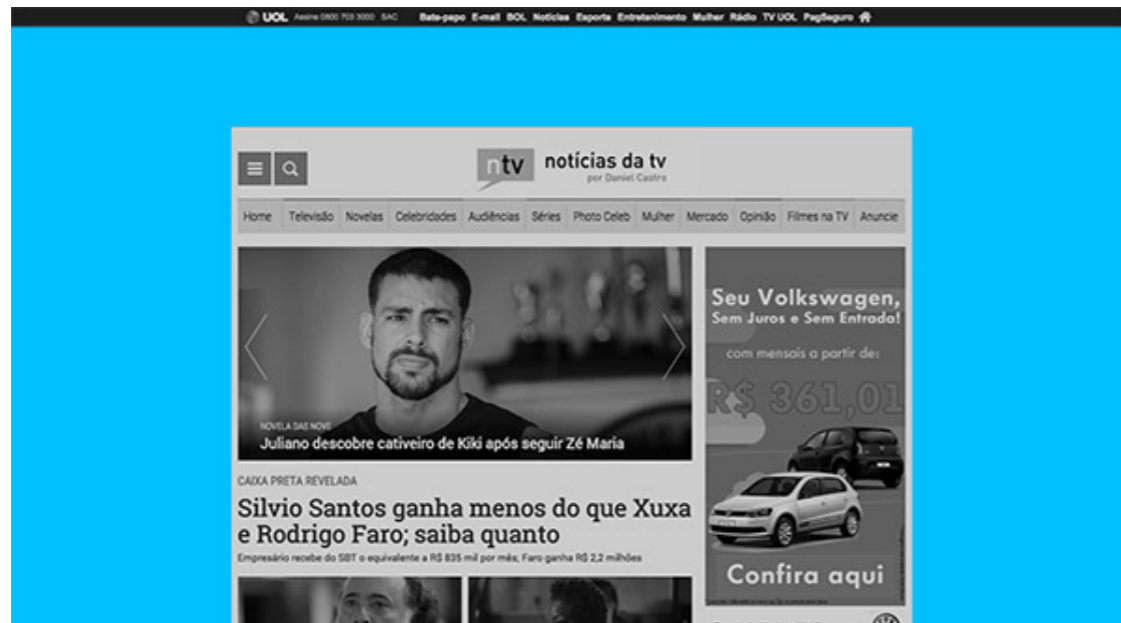 UOL Assine 0800 703 3000 SAC Bate-papo E-mail BOL Notícias Esporte Entretenimento Mulher Rádio TV UOL PagSeguro
ntv
notícias da tv
por Daniel Castro
Home Televisão Novelas Celebridades Audiências Séries Photo Celeb Mulher Mercado Opinião Filmes na TV Anuncie
NOVELA DAS NOVE
Juliano descobre cativeiro de Kiki após seguir Zé Maria
CAIXA PRETA REVELADA
Silvio Santos ganha menos do que Xuxa
e Rodrigo Faro; saiba quanto
Empresário recebe do SBT o equivalente a R$ 835 mil por mês; Faro ganha R$ 2,2 milhões
Seu Volkswagen,
Sem Juros e Sem Entrada!
com mensais a partir de:
R$ 361,01
Confira aqui